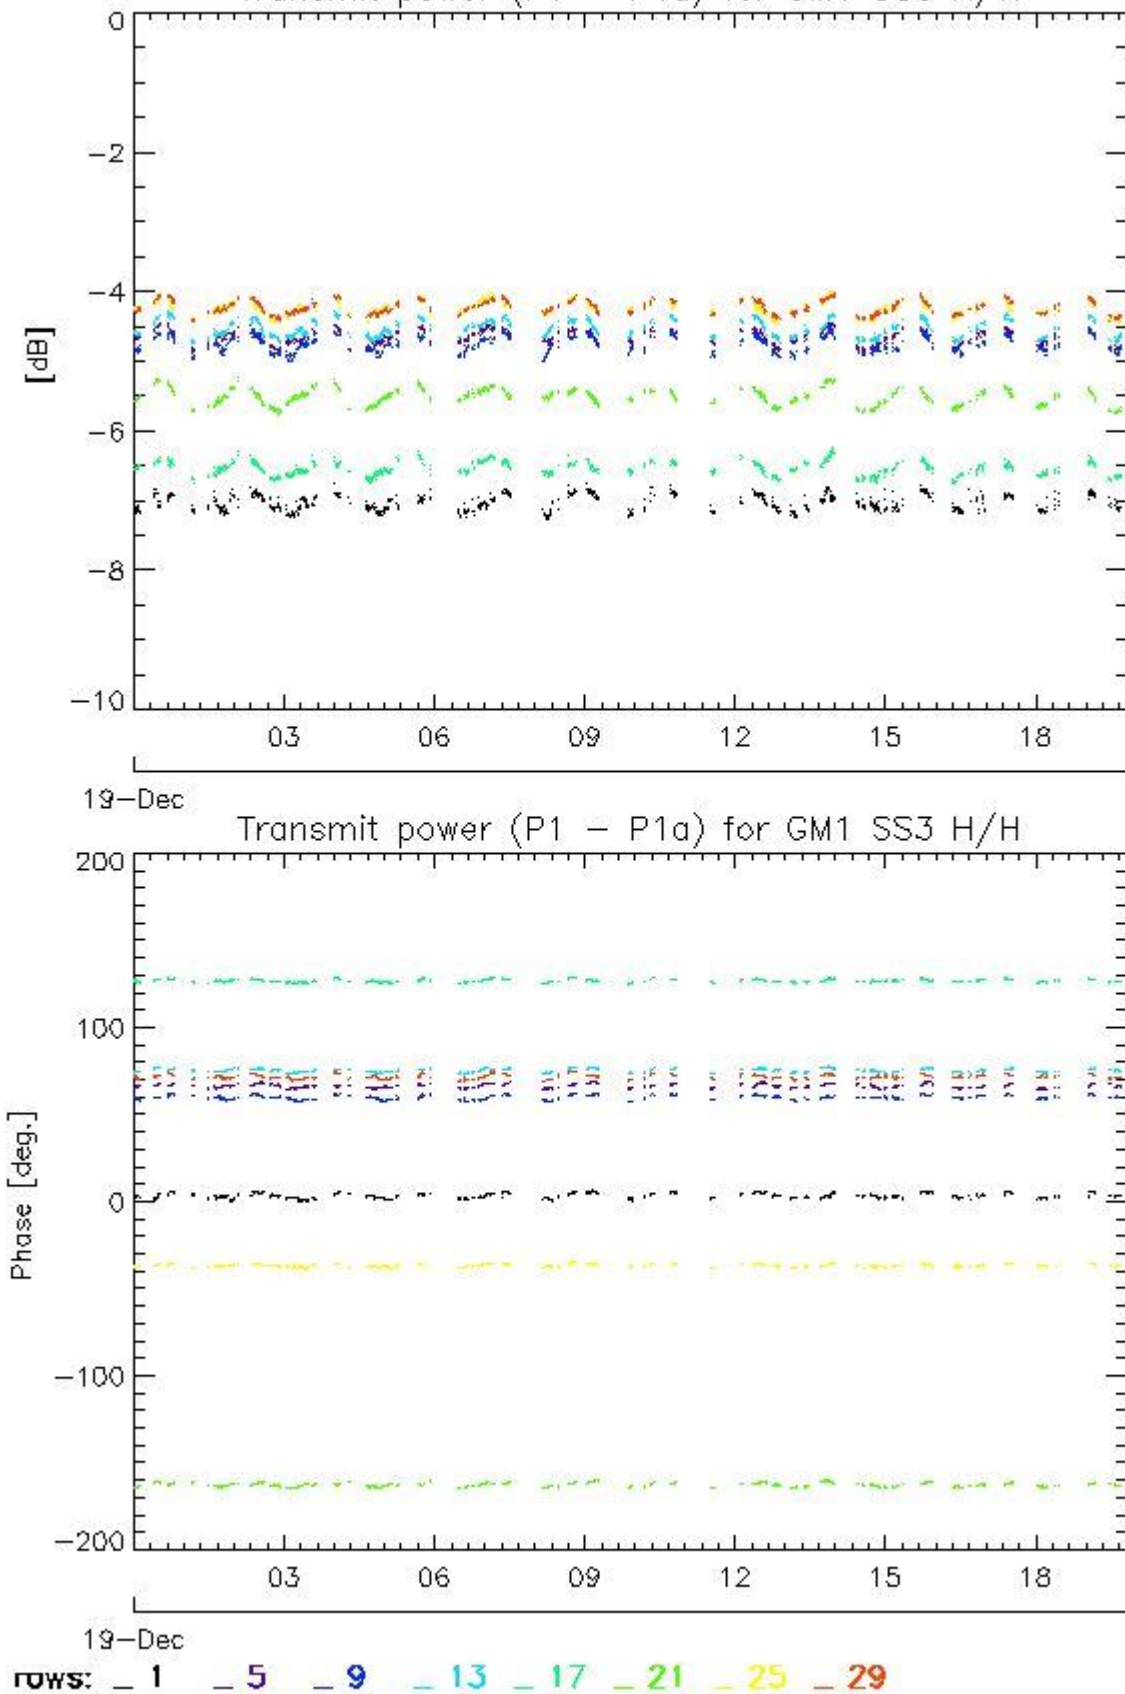 0
−2
−4
[dB]
−6
−8
−10
03 06 09 12 15 18
19−Dec
Transmit power (P1 − P1a) for GM1 SS3 H/H
200
100
Phase [deg.]
0
−100
−200
03 06 09 12 15 18
19−Dec
rows: _ 1 _ 5 _ 9 _ 13 _ 17 _ 21 _ 25 _ 29